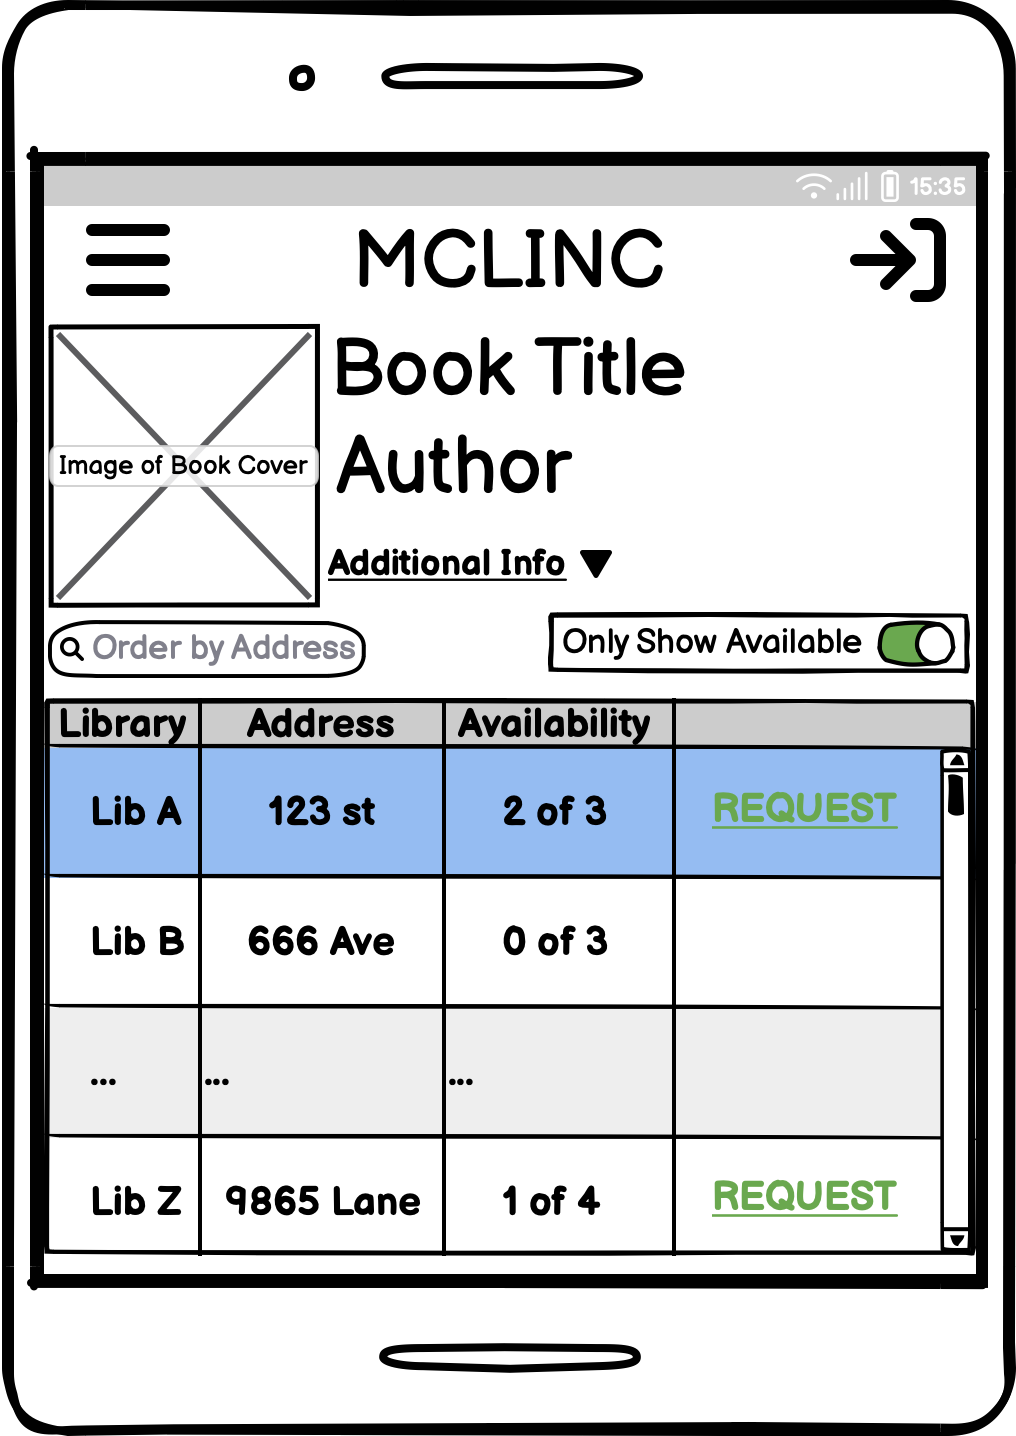 15:35
MCLINC
Book Title
Author
Image of Book Cover
Additional Info
Order by Address
Only Show Available
Library Address Availability
Lib A 123 st 2 of 3 REQUEST
Lib B 666 Ave 0 of 3
... ... ...
Lib Z 9865 Lane 1 of 4 REQUEST